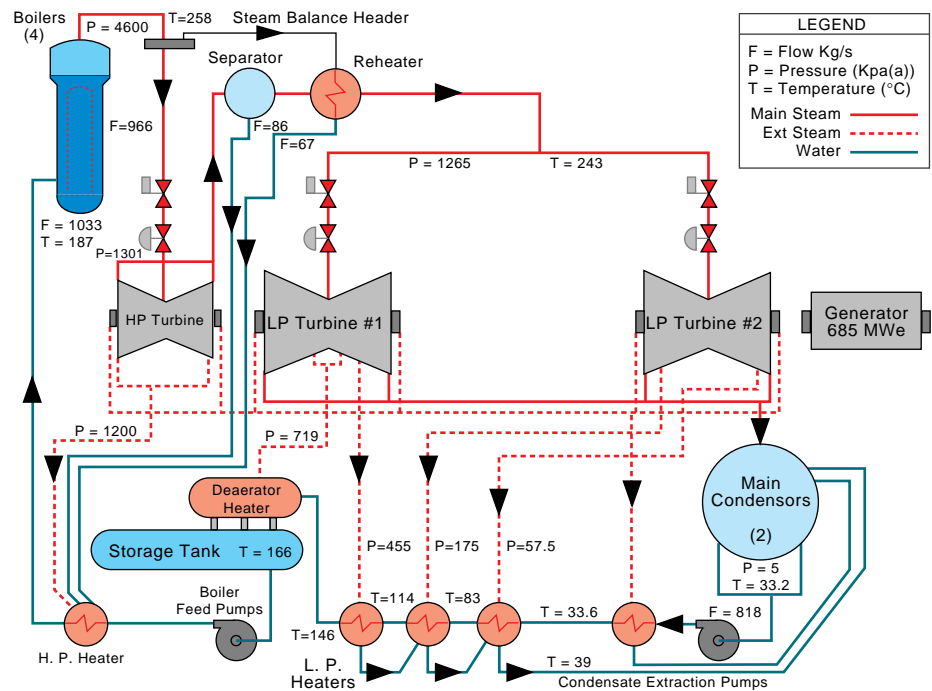 Boilers
(4)
P = 4600
T=258
Steam Balance Header
Separator
Reheater
LEGEND
F = Flow Kg/s
P = Pressure (Kpa(a))
T = Temperature (°C)
Main Steam
Ext Steam
Water
F=966
F=86
F=67
P = 1265
T = 243
F = 1033
T = 187
P=1301
HP Turbine
LP Turbine #1
LP Turbine #2
Generator
685 MWe
P = 1200
P = 719
Deaerator
Heater
Storage Tank
T = 166
Main
Condensors
(2)
P = 5
T = 33.2
P=455
P=175
P=57.5
Boiler
Feed Pumps
H. P. Heater
T=146
T=114
T=83
T = 33.6
F = 818
L. P.
Heaters
T = 39
Condensate Extraction Pumps